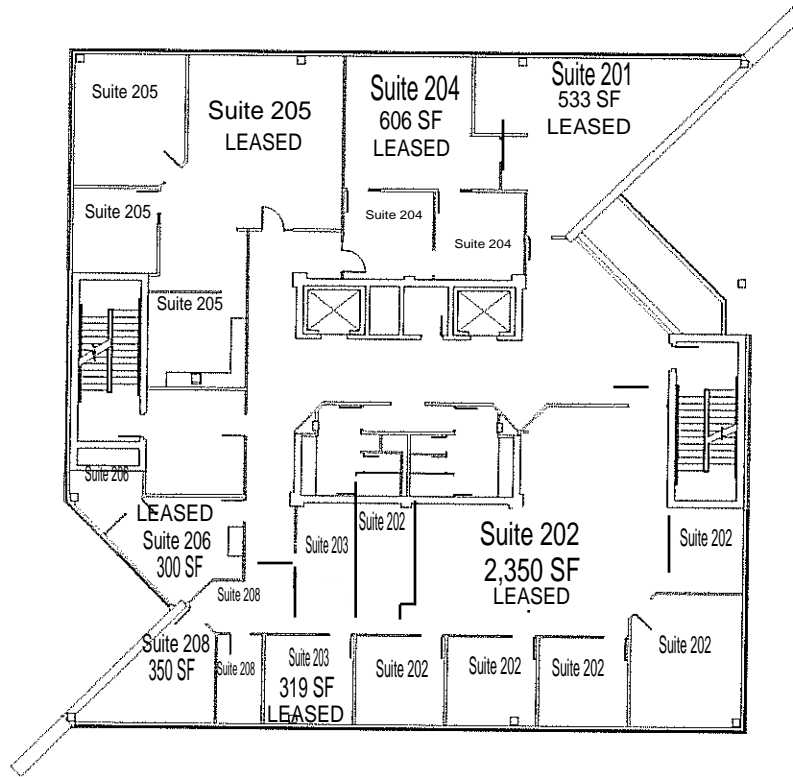 Suite 205
Suite 205
LEASED
Suite 204
606 SF
LEASED
Suite 201
533 SF
LEASED
Suite 205
Suite 204
Suite 204
Suite 205
Suite 206
LEASED
Suite 206
300 SF
Suite 202
Suite 203
Suite 202
2,350 SF
LEASED
Suite 202
Suite 208
Suite 208
350 SF
Suite 208
Suite 203
319 SF
LEASED
Suite 202
Suite 202
Suite 202
Suite 202